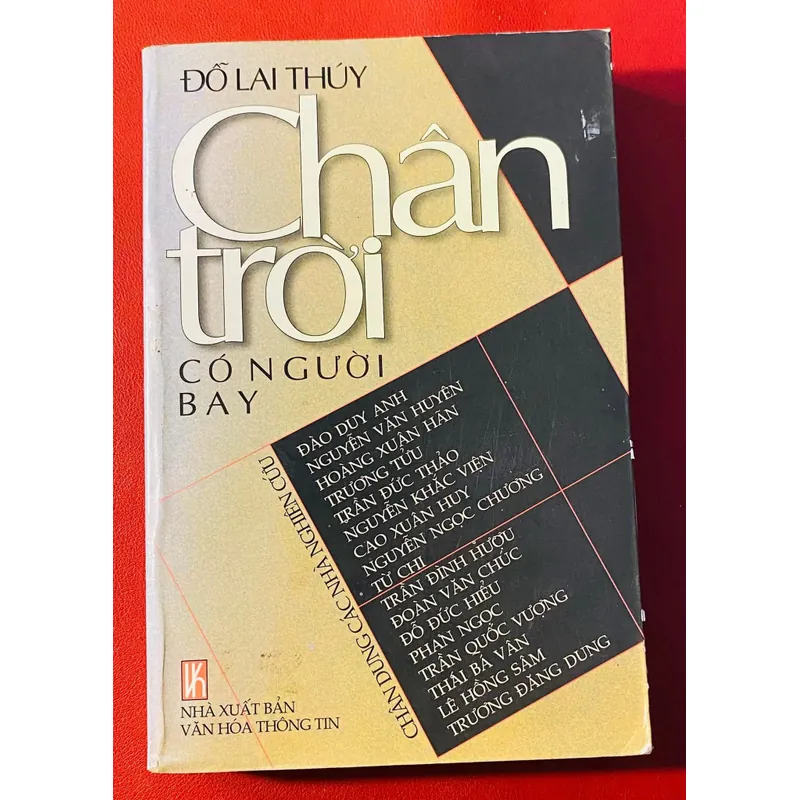 ĐỖ LAI THÚY
Chân
trời
CÓ NGƯỜI
BAY
CHÂN DUNG CÁC NHÀ NGHIÊN CỨU
ĐÀO DUY ANH
NGUYỄN VĂN HUYÊN
HOÀNG XUÂN HÃN
TRƯƠNG TỬU
TRẦN ĐỨC THẢO
NGUYỄN KHẮC VIỆN
CAO XUÂN HUY
NGUYỄN NGỌC CHƯƠNG
TỪ CHI
TRẦN ĐÌNH HƯỢU
ĐOÀN VĂN CHÚC
ĐỖ ĐỨC HIỂU
PHAN NGỌC
TRẦN QUỐC VƯỢNG
THÁI BÁ VÂN
LÊ HỒNG SÂM
TRƯƠNG ĐĂNG DUNG
NHÀ XUẤT BẢN
VĂN HÓA THÔNG TIN